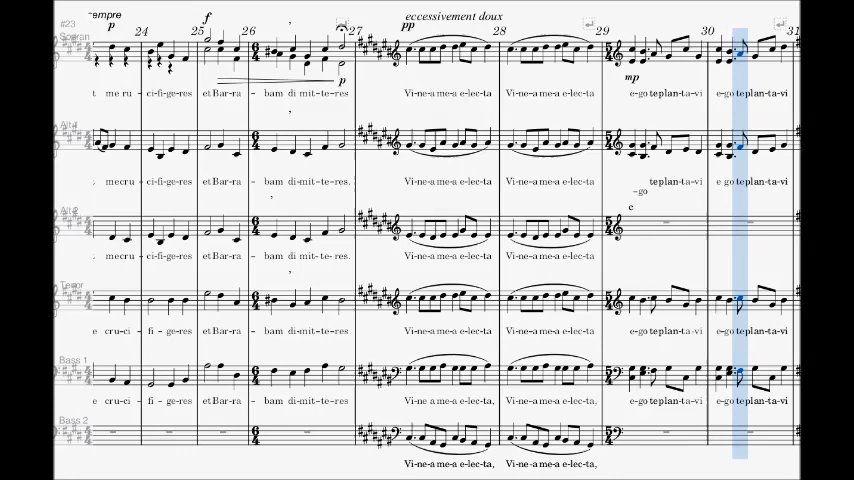 empre
p
f
eccessivement doux
pp
24 25 26 27 28 29 30 31
#23
Sopran
p
mp
t me ru - ci-fi-ge-res et Bar-ra - bam di-mit-te-res Vi-ne-a me-a e-lec-ta Vi-ne-a me-a e-lec-ta e-go te plan-ta-vi e-go te plan-ta-vi
mecru - ci-fi-ge-res et Bar-ra - bam di-mit-te-res. Vi-ne-a me-a e-lec-ta Vi-ne-a me-a e-lec-ta te plan-ta-vi e go te plan-ta-vi
-go
Alt 2
e
mecru - ci-fi-ge-res et Bar-ra - bam di-mit-te-res. Vi-ne-a me-a e-lec-ta Vi-ne-a me-a e-lec-ta
Tenor
e cru-ci - fi - ge-res et Bar-ra - bam di-mit-te-res Vi-ne-a me-a e-lec-ta Vi-ne-a me-a e-lec-ta e-go te plan-ta-vi e-go te plan-ta-vi
Bass 1
e cru-ci - fi - ge-res et Bar-ra - bam di-mit-te-res Vi-ne-a me-a e-lec-ta, Vi-ne-a me-a e-lec-ta, e-go te plan-ta-vi e-go te plan-ta-vi
Bass 2
Vi-ne-a me-a e-lec-ta, Vi-ne-a me-a e-lec-ta,